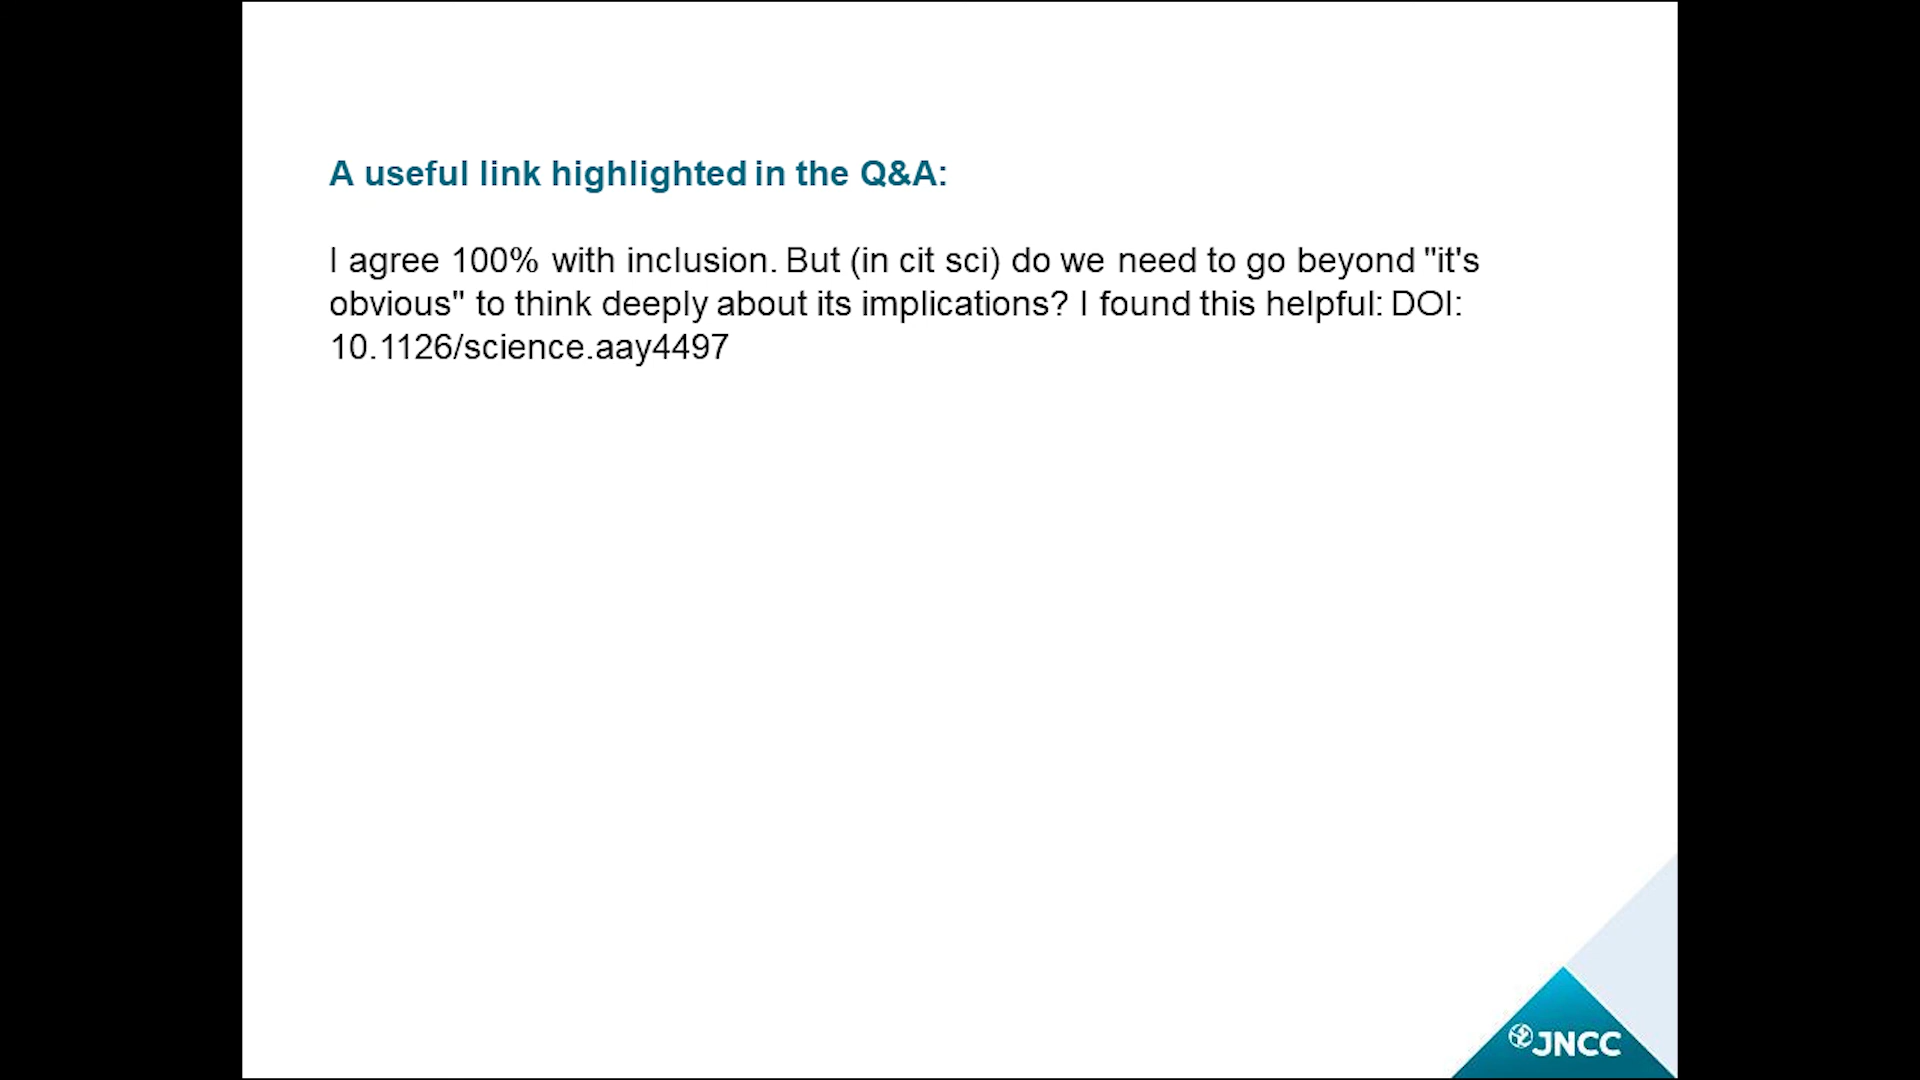 A useful link highlighted in the Q&A:
I agree 100% with inclusion. But (in cit sci) do we need to go beyond "it's
obvious" to think deeply about its implications? I found this helpful: DOI:
10.1126/science.aay4497
JNCC